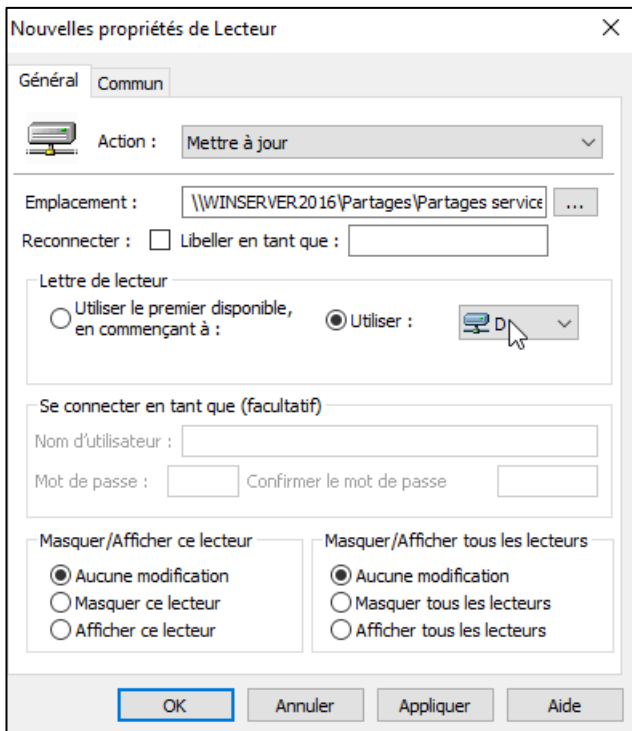 Nouvelles propriétés de Lecteur
Général Commun
Action : Mettre à jour
Emplacement : \\WINSERVER2016\Partages\Partages service ...
Reconnecter : Libeller en tant que :
Lettre de lecteur
Utiliser le premier disponible,
en commençant à :
Utiliser : D
Se connecter en tant que (facultatif)
Nom d'utilisateur :
Mot de passe : Confirmer le mot de passe
Masquer/Afficher ce lecteur
Aucune modification
Masquer ce lecteur
Afficher ce lecteur
Masquer/Afficher tous les lecteurs
Aucune modification
Masquer tous les lecteurs
Afficher tous les lecteurs
OK Annuler Appliquer Aide